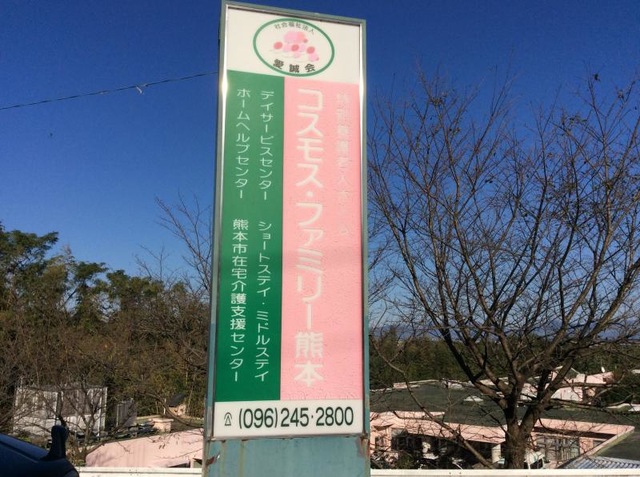 社会福祉法人
愛誠会
特別養護老人ホーム
コスモス・ファミリー熊本
デイサービスセンター ショートステイ・ミドルステイ
ホームヘルプセンター 熊本市在宅介護支援センター
(096)245-2800